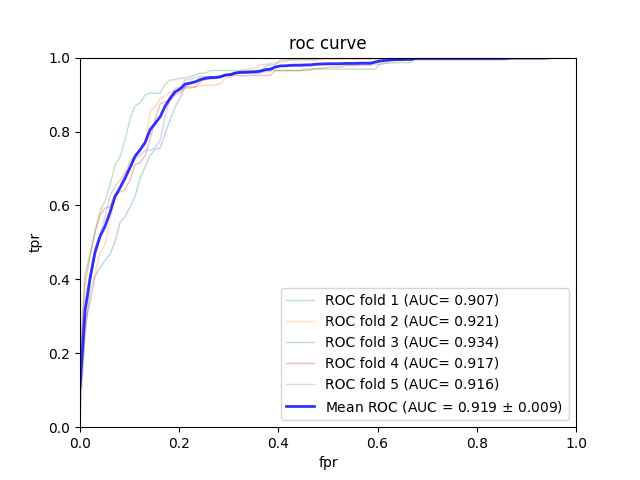 roc curve
1.0
0.8
0.6
0.4
0.2
0.0
tpr
ROC fold 1 (AUC= 0.907)
ROC fold 2 (AUC= 0.921)
ROC fold 3 (AUC= 0.934)
ROC fold 4 (AUC= 0.917)
ROC fold 5 (AUC= 0.916)
Mean ROC (AUC = 0.919 ± 0.009)
0.0 0.2 0.4 0.6 0.8 1.0
fpr